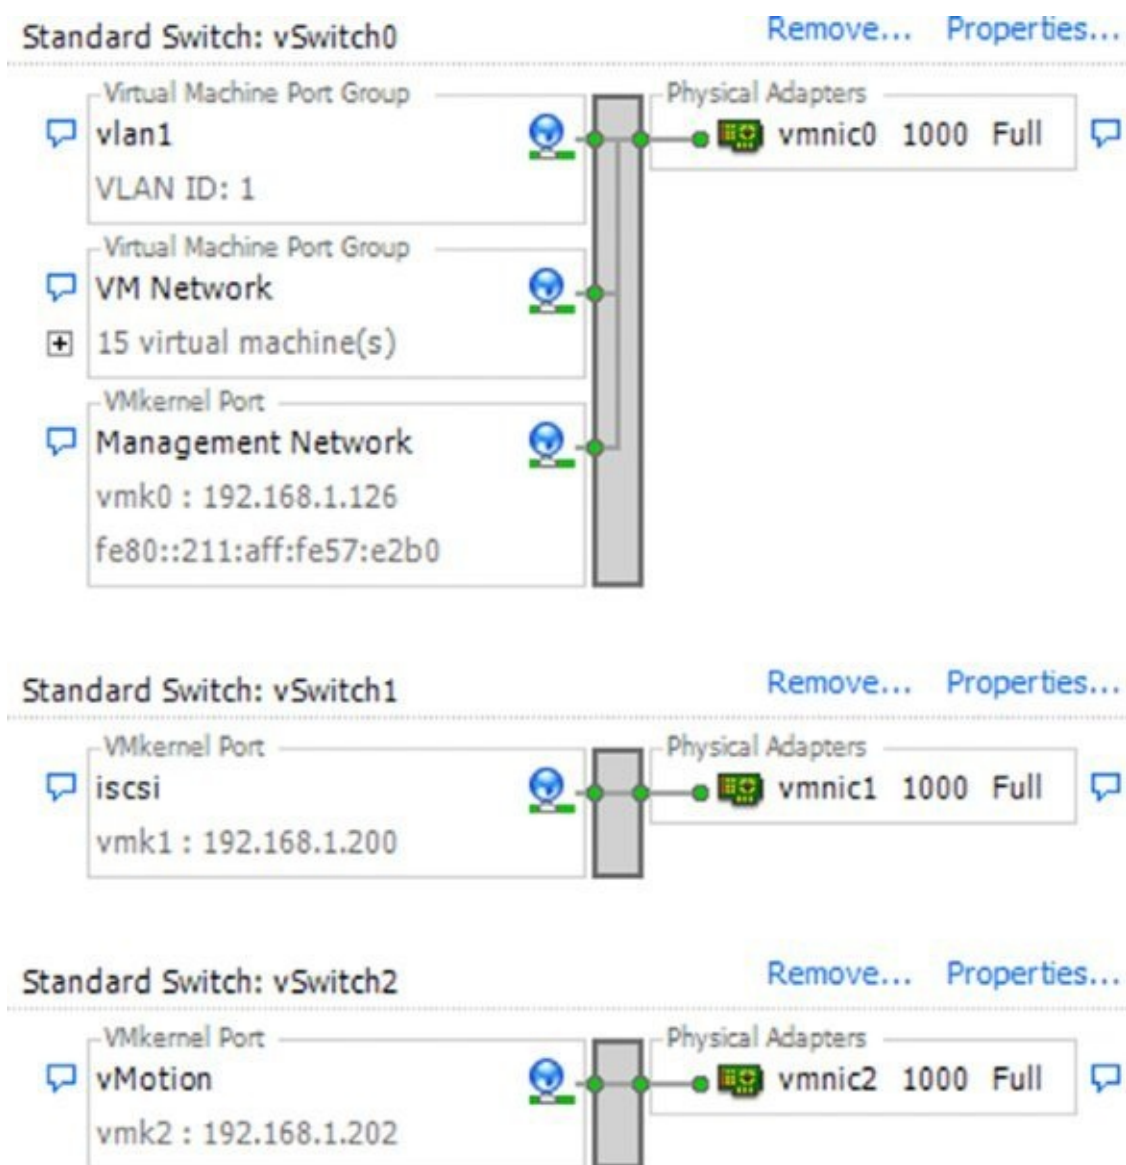 Standard Switch: vSwitch0 Remove... Properties...
Virtual Machine Port Group Physical Adapters
vlan1 vmnic0 1000 Full
VLAN ID: 1
Virtual Machine Port Group
VM Network
15 virtual machine(s)
VMkernel Port
Management Network
vmk0 : 192.168.1.126
fe80::211:aff:fe57:e2b0
Standard Switch: vSwitch1 Remove... Properties...
VMkernel Port Physical Adapters
iscsi vmnic1 1000 Full
vmk1 : 192.168.1.200
Standard Switch: vSwitch2 Remove... Properties...
VMkernel Port Physical Adapters
vMotion vmnic2 1000 Full
vmk2 : 192.168.1.202